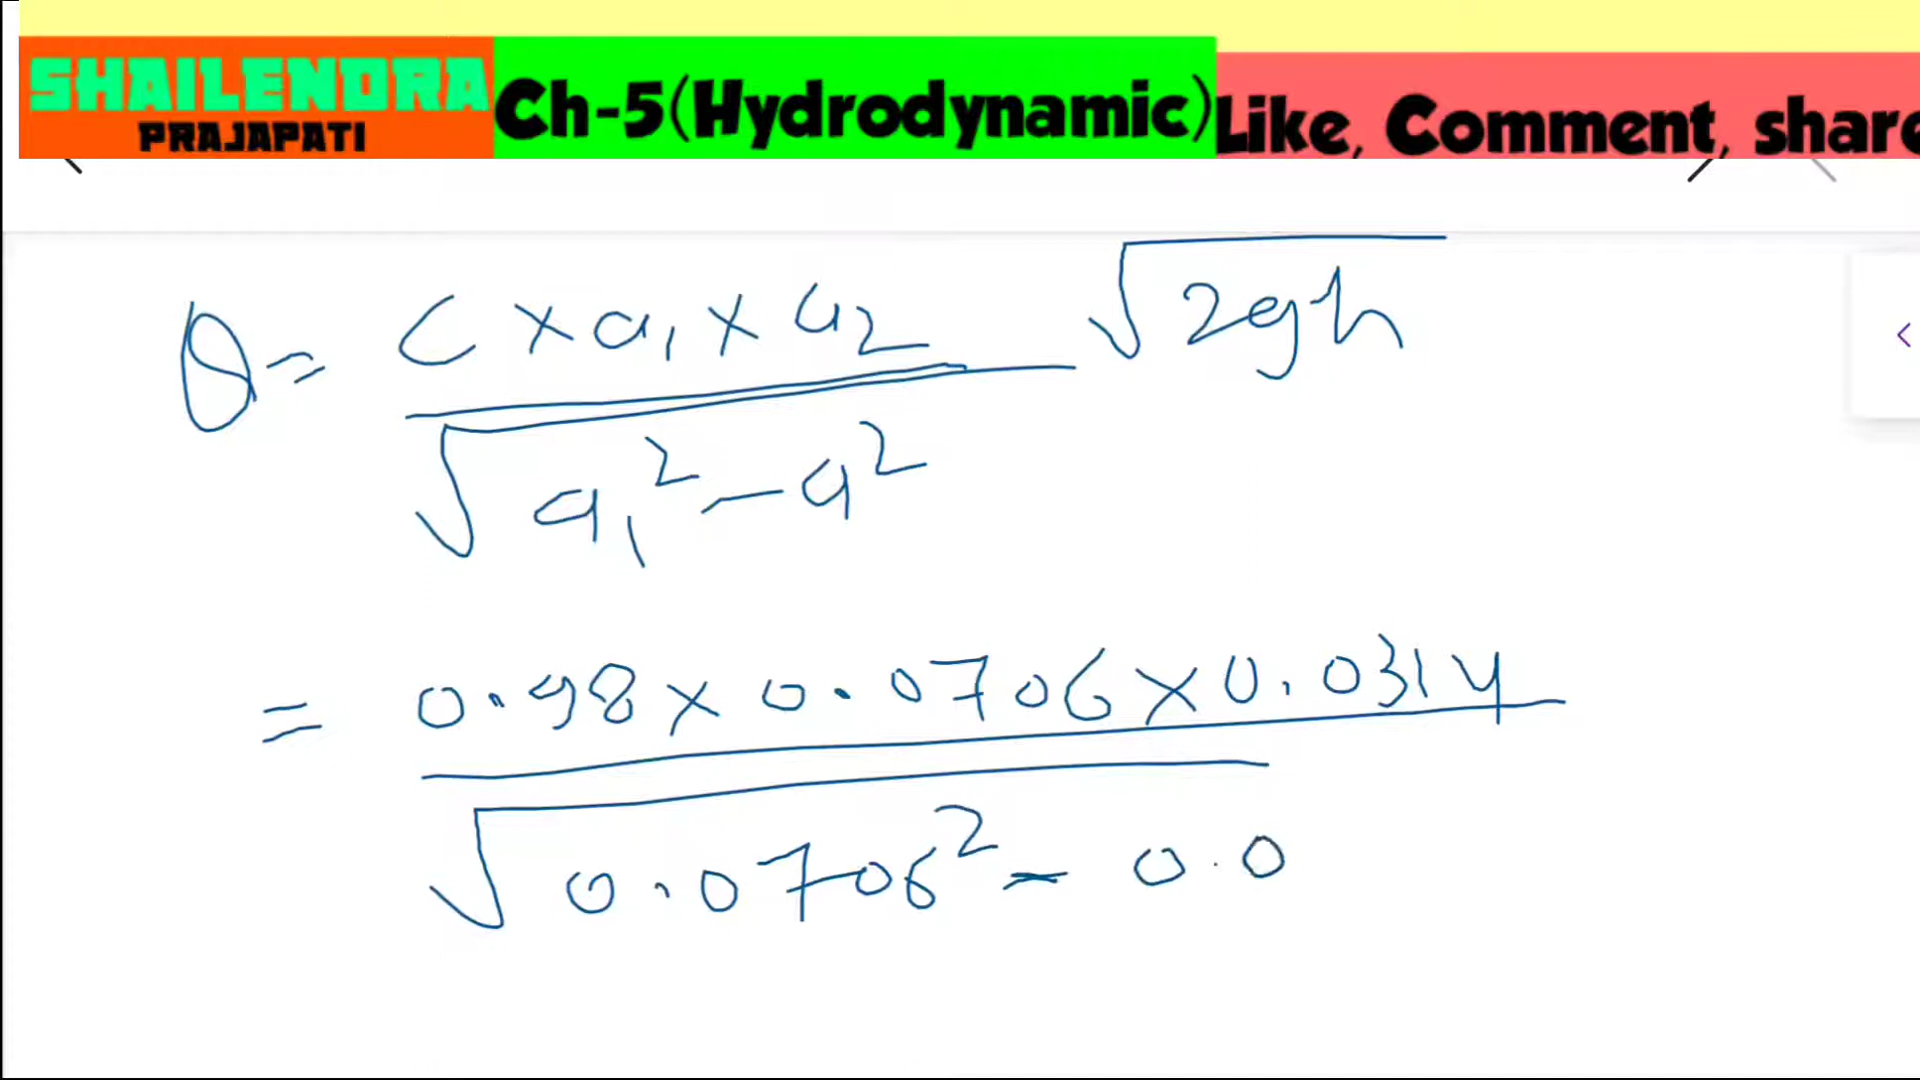 SHAILENDRA
PRAJAPATI
Ch-5(Hydrodynamic)
Like, Comment, share
Q = C × a₁ × a₂ √2gh
√a₁² - a²
= 0.98 × 0.0706 × 0.0314
√0.0706² - 0.0